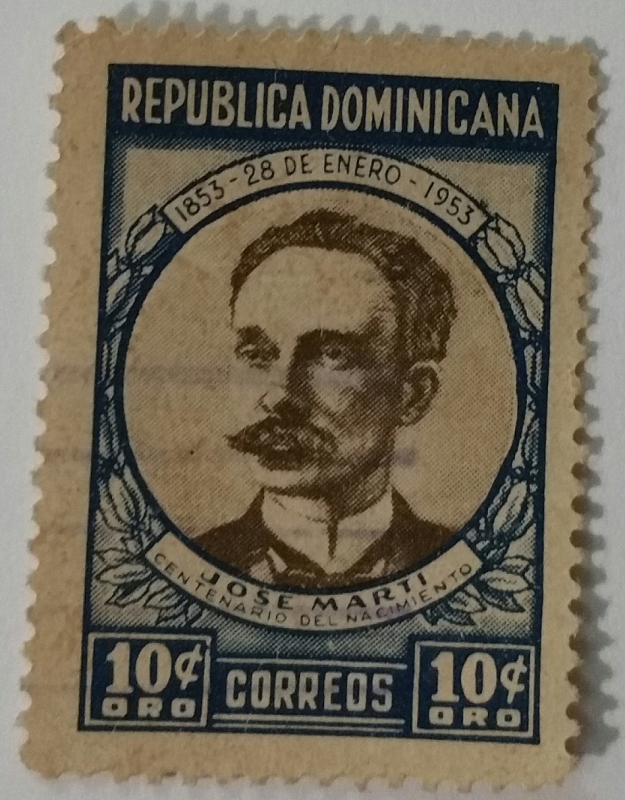 REPUBLICA DOMINICANA
1853 - 28 DE ENERO - 1953
JOSE MARTI
CENTENARIO DEL NACIMIENTO
10¢ ORO
CORREOS
10¢ ORO